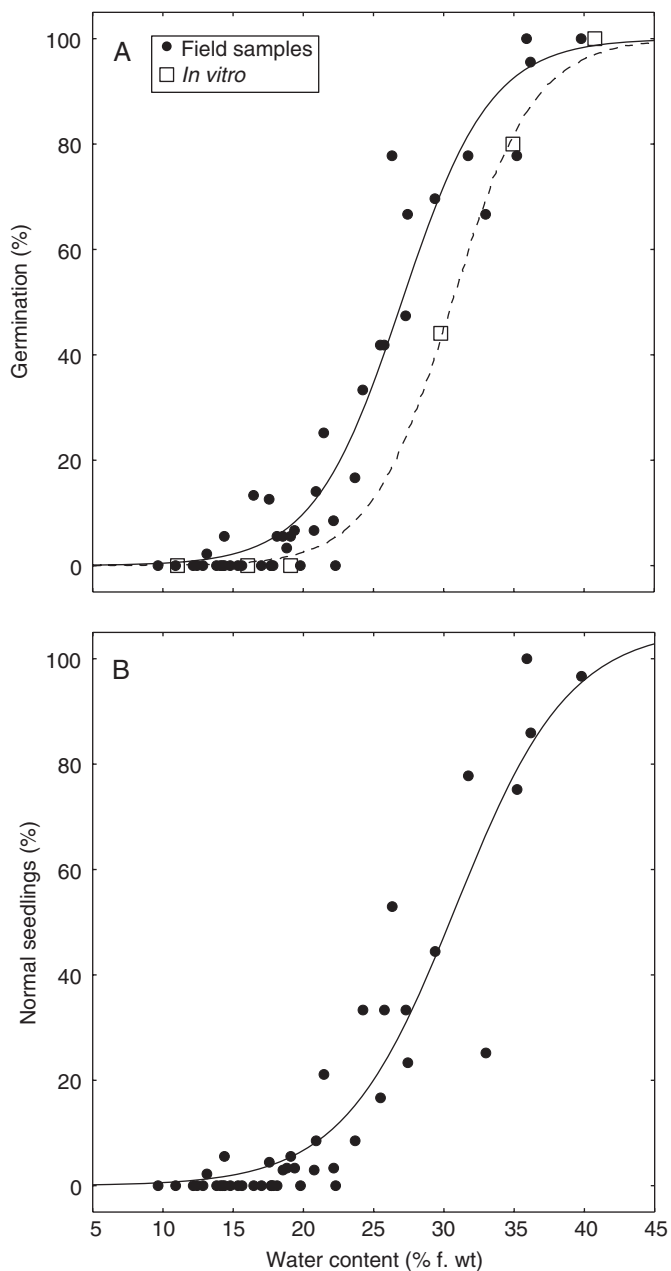 A
Field samples
In vitro
100
80
60
40
20
0
Germination (%)
B
100
80
60
40
20
0
Normal seedlings (%)
5 10 15 20 25 30 35 40 45
Water content (% f. wt)